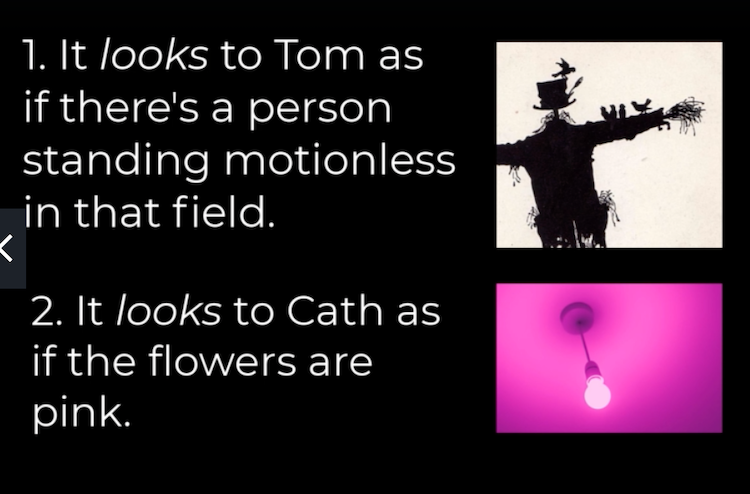 1. It looks to Tom as
if there's a person
standing motionless
in that field.
2. It looks to Cath as
if the flowers are
pink.